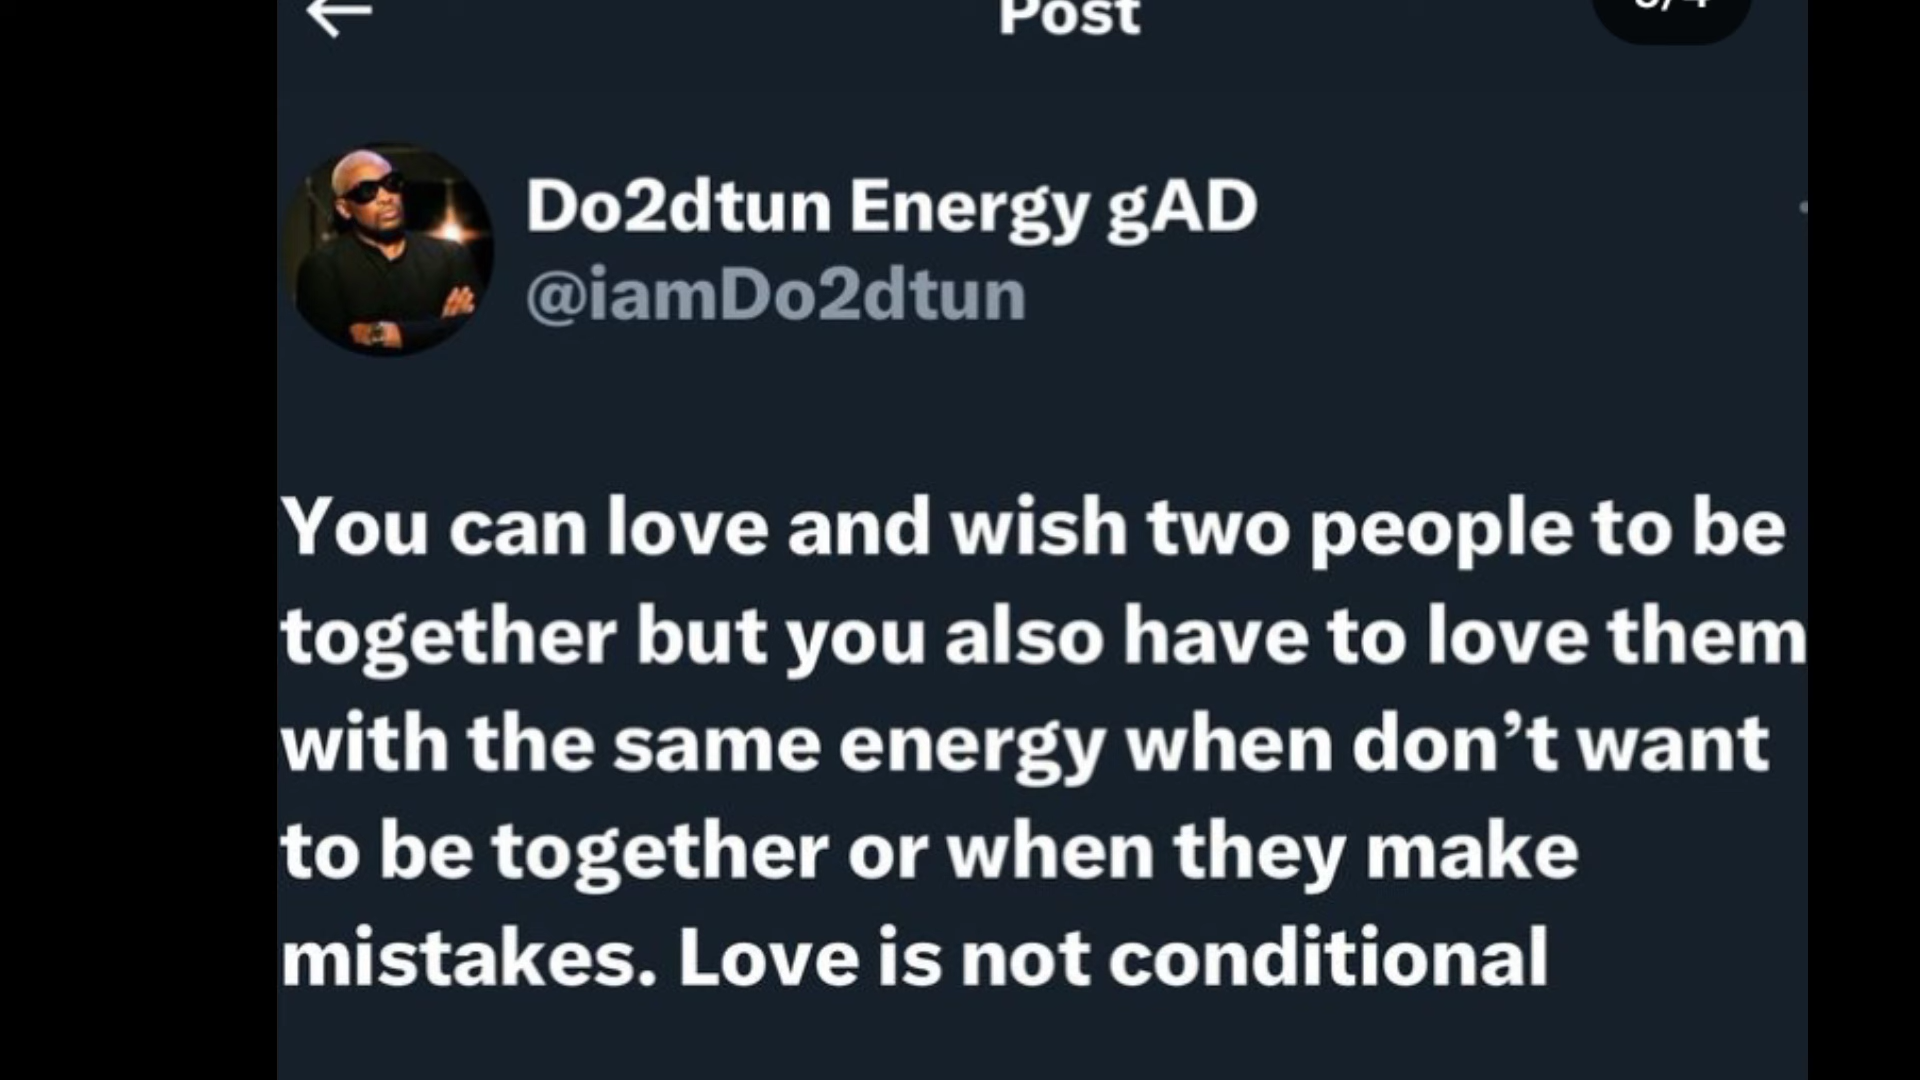 Post
Do2dtun Energy gAD
@iamDo2dtun
You can love and wish two people to be
together but you also have to love them
with the same energy when don’t want
to be together or when they make
mistakes. Love is not conditional